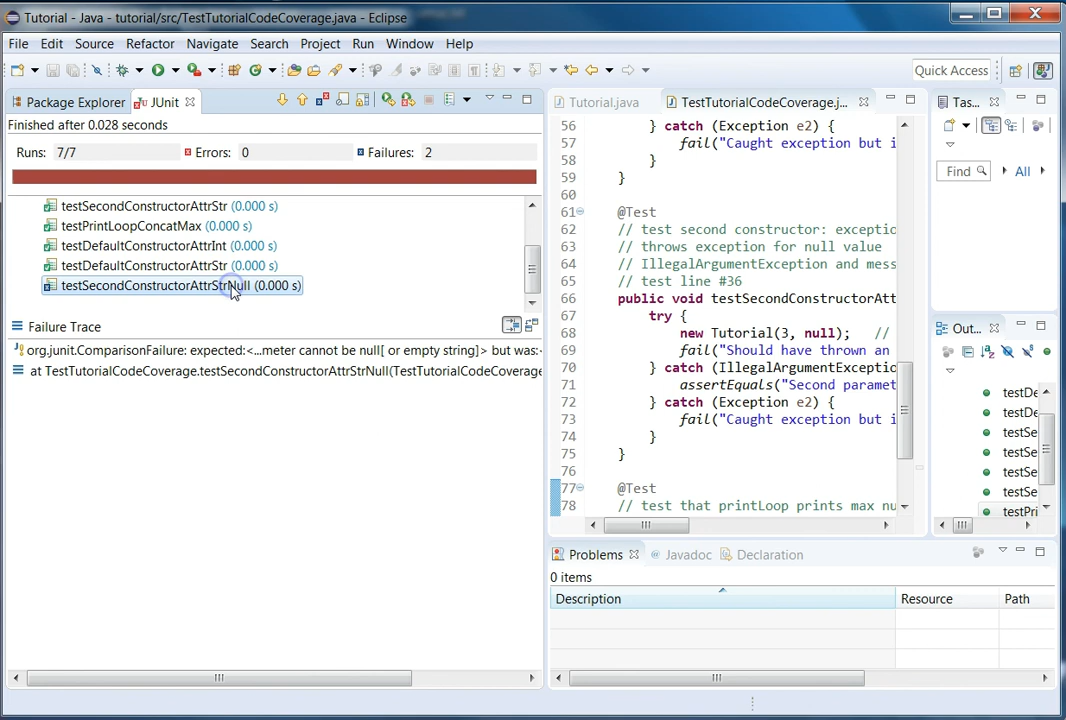 Tutorial - Java - tutorial/src/TestTutorialCodeCoverage.java - Eclipse
File Edit Source Refactor Navigate Search Project Run Window Help
Quick Access
Package Explorer JUnit
Finished after 0.028 seconds
Runs: 7/7 Errors: 0 Failures: 2
testSecondConstructorAttrStr (0.000 s)
testPrintLoopConcatMax (0.000 s)
testDefaultConstructorAttrInt (0.000 s)
testDefaultConstructorAttrStr (0.000 s)
testSecondConstructorAttrStrNull (0.000 s)
Failure Trace
org.junit.ComparisonFailure: expected:<...meter cannot be null[ or empty string]> but was:
at TestTutorialCodeCoverage.testSecondConstructorAttrStrNull(TestTutorialCodeCoverage
Tutorial.java TestTutorialCodeCoverage.j...
56 } catch (Exception e2) {
57 fail("Caught exception but i
58 }
59 }
60
61 @Test
62 // test second constructor: exceptio
63 // throws exception for null value
64 // IllegalArgumentException and mess
65 // test line #36
66 public void testSecondConstructorAtt
67 try {
68 new Tutorial(3, null); //
69 fail("Should have thrown an
70 } catch (IllegalArgumentExceptio
71 assertEquals("Second paramet
72 } catch (Exception e2) {
73 fail("Caught exception but i
74 }
75 }
76
77 @Test
78 // test that printLoop prints max nu
Tas...
Find All
Out...
testDe
testDe
testSe
testSe
testSe
testSe
testPri
Problems Javadoc Declaration
0 items
Description Resource Path